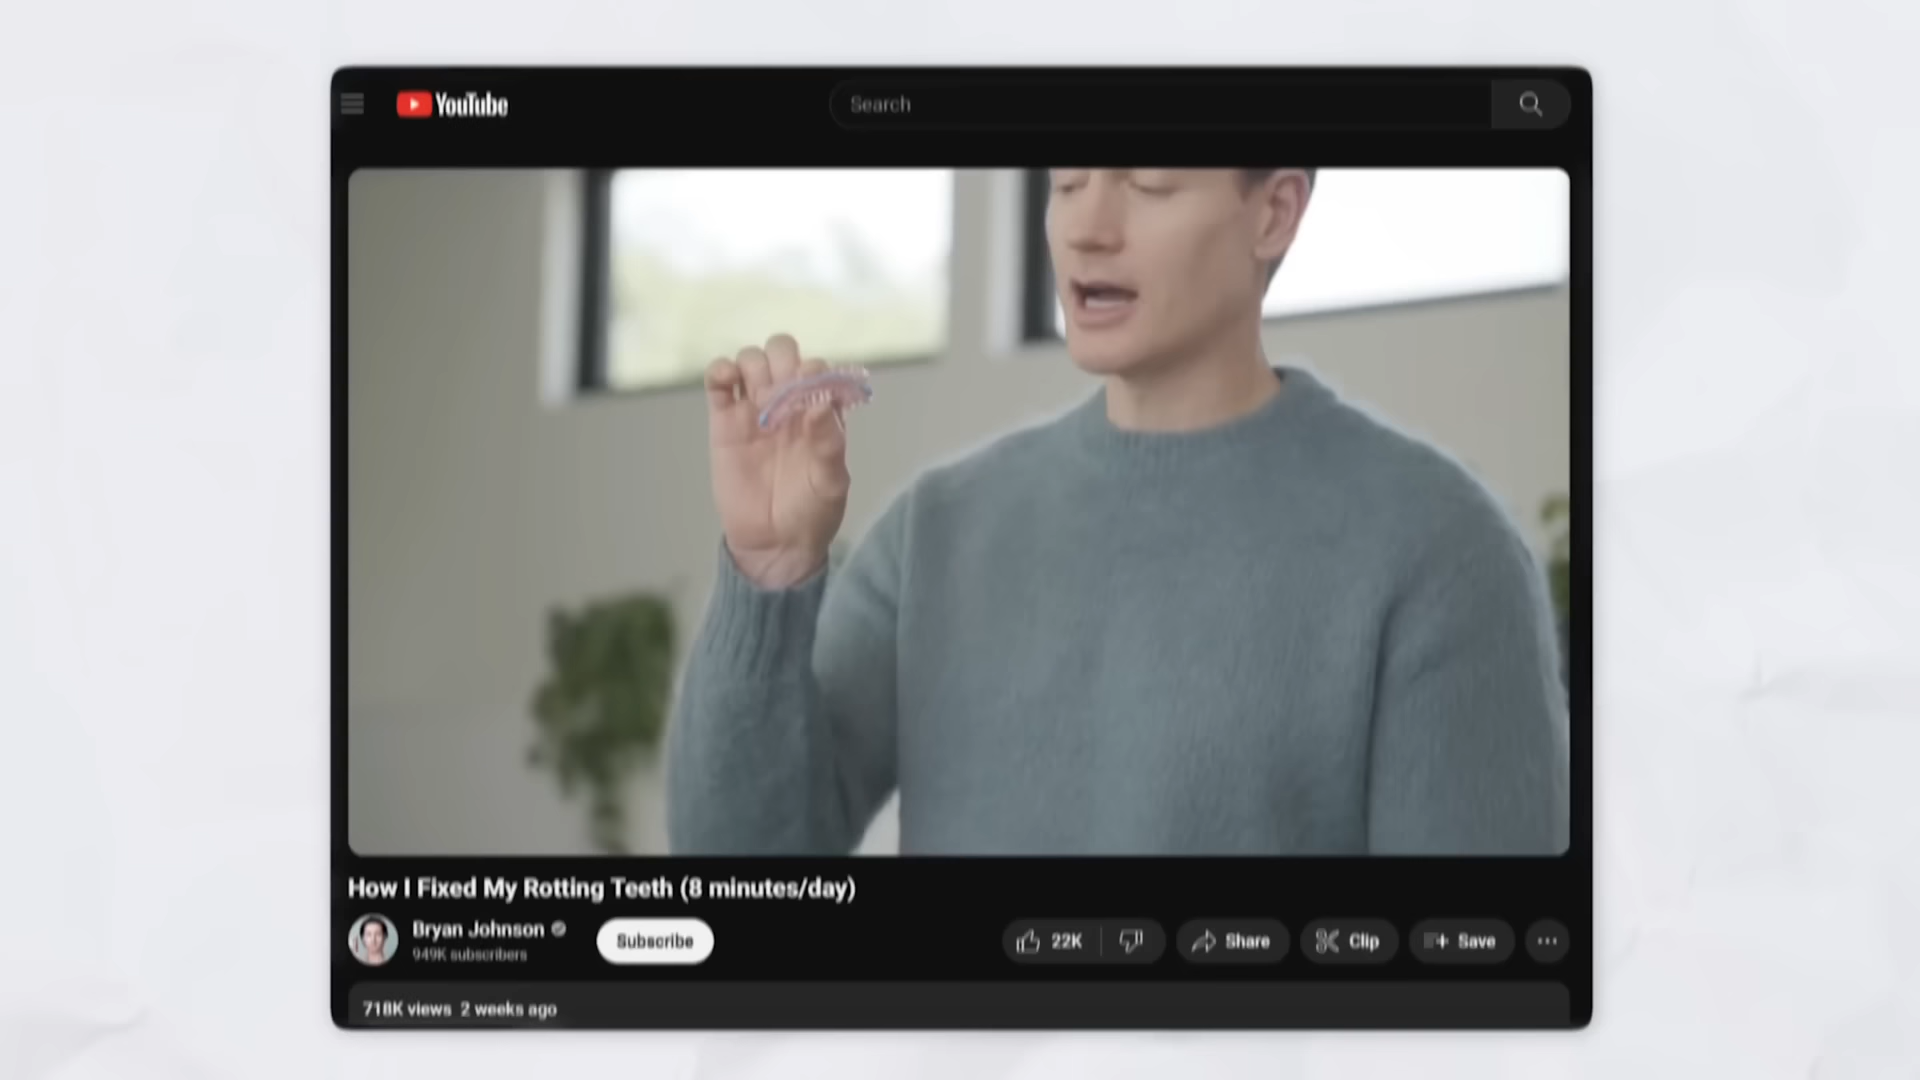 YouTube
Search
How I Fixed My Rotting Teeth (8 minutes/day)
Bryan Johnson
949K subscribers
Subscribe
22K
Share
Clip
Save
718K views 2 weeks ago